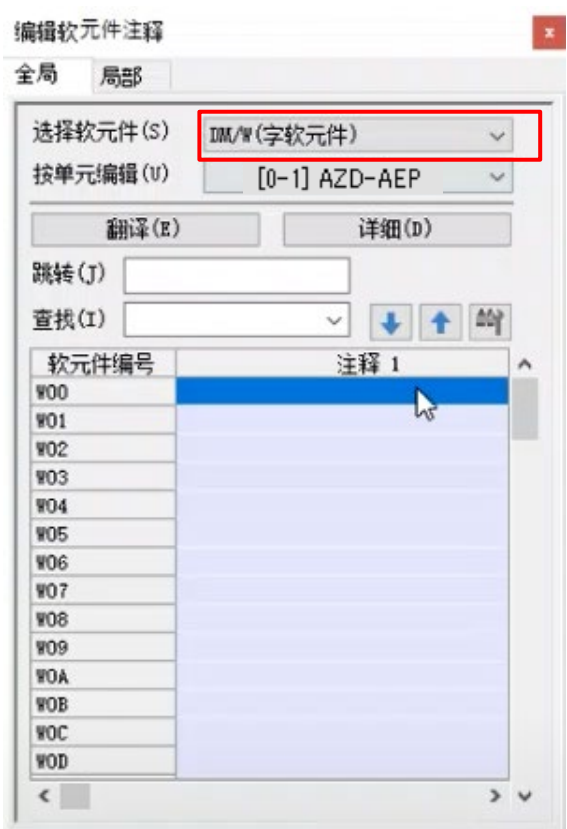 编辑软元件注释
x
全局 局部
选择软元件(S) DM/W(字软元件)
按单元编辑(U) [0-1] AZD-AEP
翻译(E) 详细(D)
跳转(J)
查找(I)
软元件编号 注释 1
W00
W01
W02
W03
W04
W05
W06
W07
W08
W09
W0A
W0B
W0C
W0D